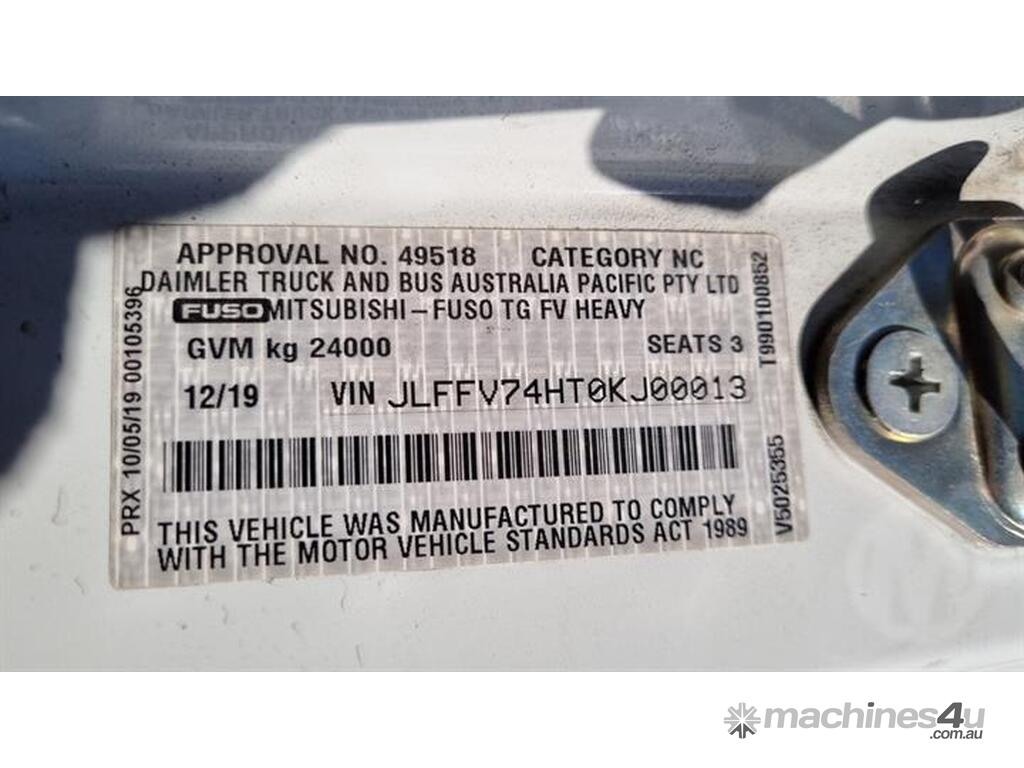 APPROVAL NO. 49518 CATEGORY NC
DAIMLER TRUCK AND BUS AUSTRALIA PACIFIC PTY LTD
FUSO MITSUBISHI-FUSO TG FV HEAVY
GVM kg 24000 SEATS 3
12/19 VIN JLFFV74HT0KJ00013
THIS VEHICLE WAS MANUFACTURED TO COMPLY
WITH THE MOTOR VEHICLE STANDARDS ACT 1989
PRX 10/05/19 00105396
T990100852
V5025355
machines4u
.com.au